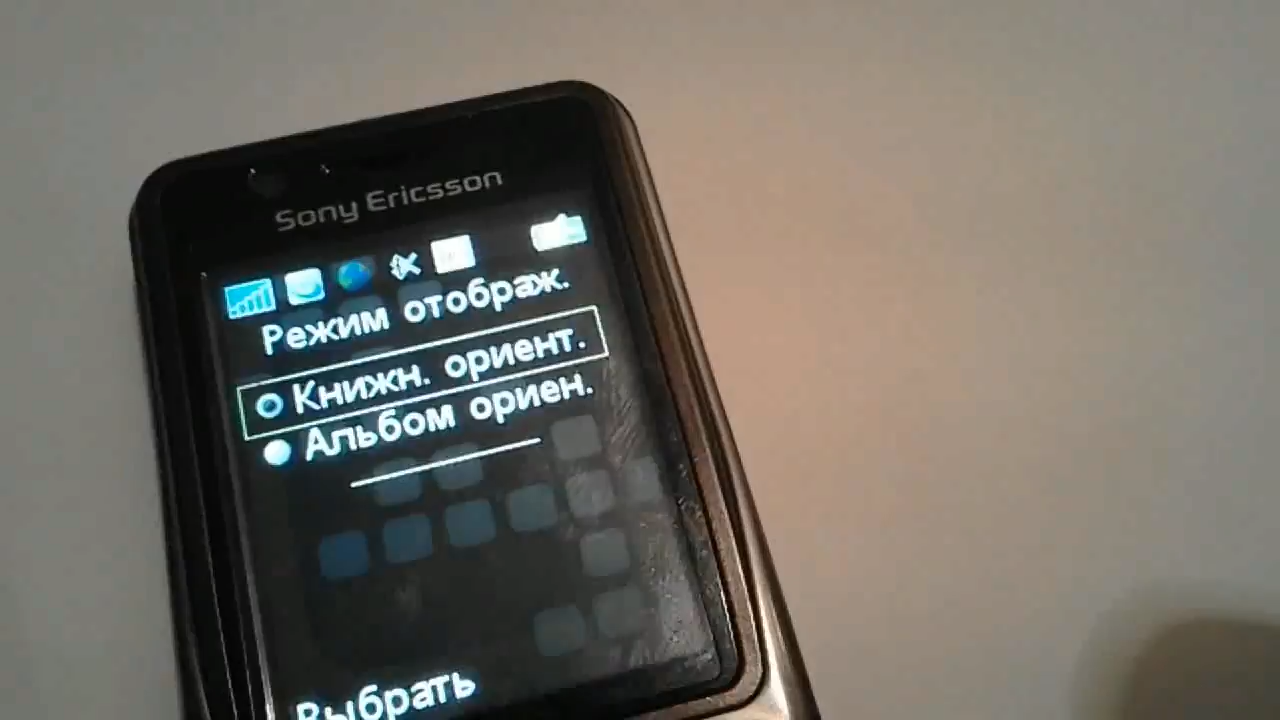 Sony Ericsson
Режим отображ.
Книжн. ориент.
Альбом ориен.
Выбрать